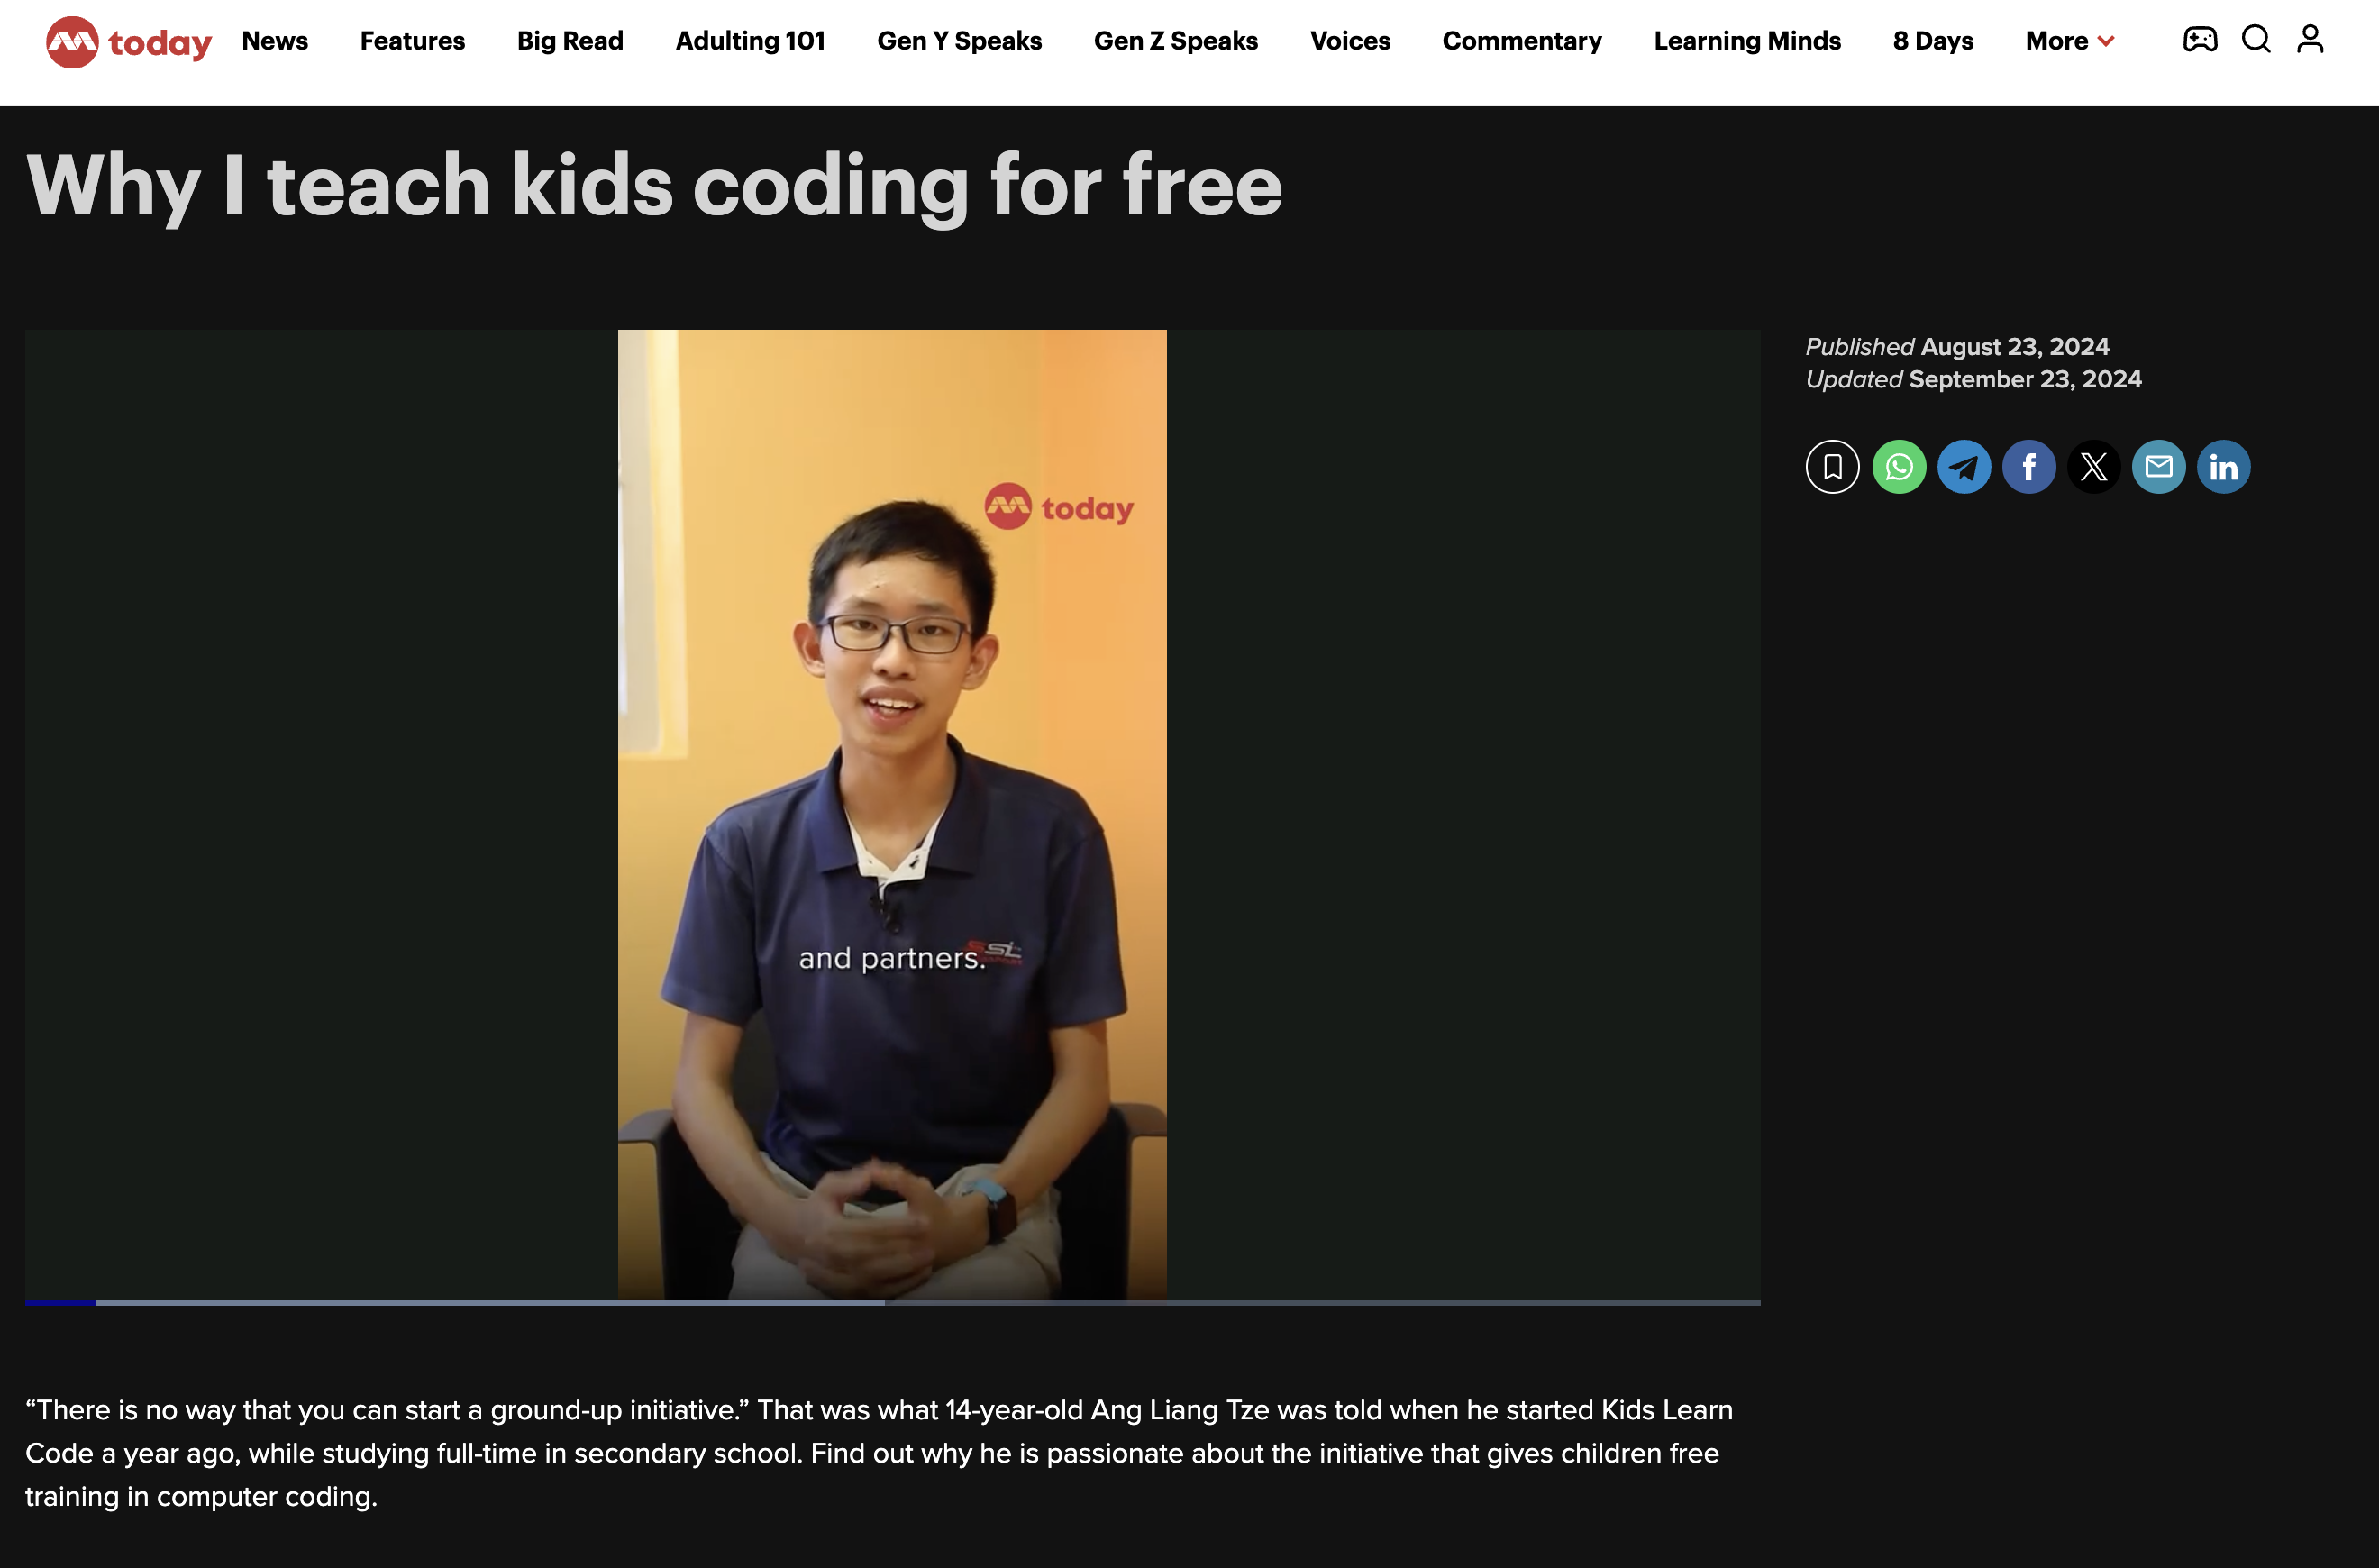 today News Features Big Read Adulting 101 Gen Y Speaks Gen Z Speaks Voices Commentary Learning Minds 8 Days More
Why I teach kids coding for free
Published August 23, 2024
Updated September 23, 2024
today
and partners.
“There is no way that you can start a ground-up initiative.” That was what 14-year-old Ang Liang Tze was told when he started Kids Learn
Code a year ago, while studying full-time in secondary school. Find out why he is passionate about the initiative that gives children free
training in computer coding.